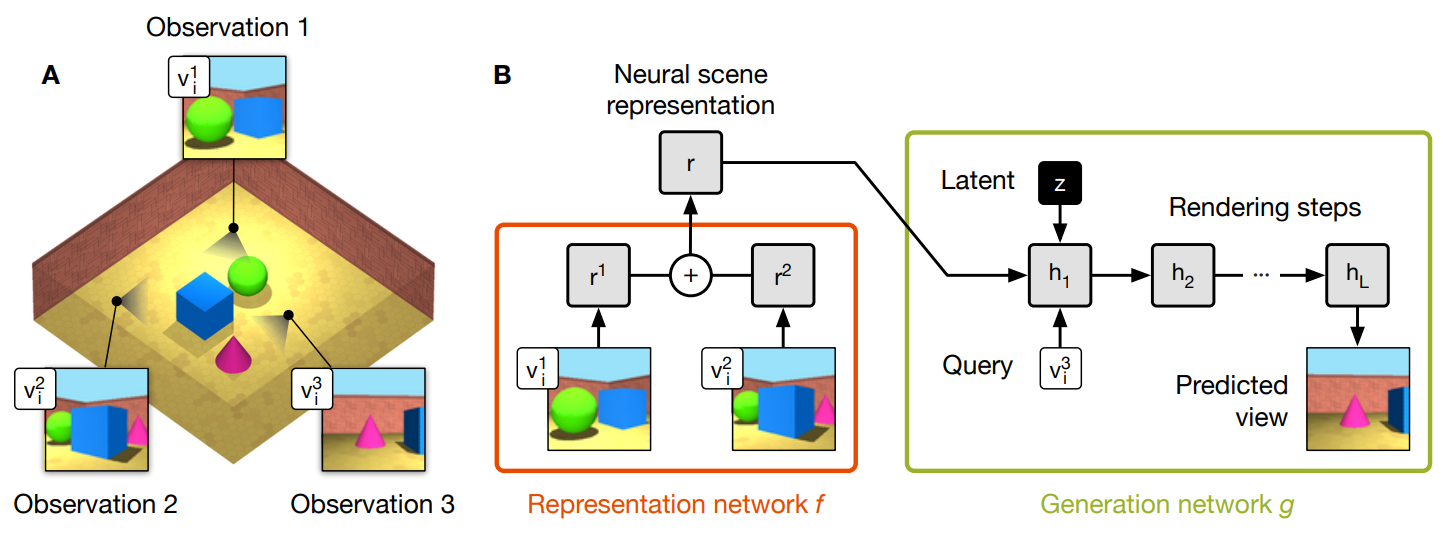 Observation 1
A
v_i^1
v_i^2
v_i^3
Observation 2
Observation 3
B
Neural scene
representation
r
r^1
+
r^2
v_i^1
v_i^2
Representation network f
Latent
z
Rendering steps
h_1
h_2
...
h_L
Query
v_i^3
Predicted
view
Generation network g